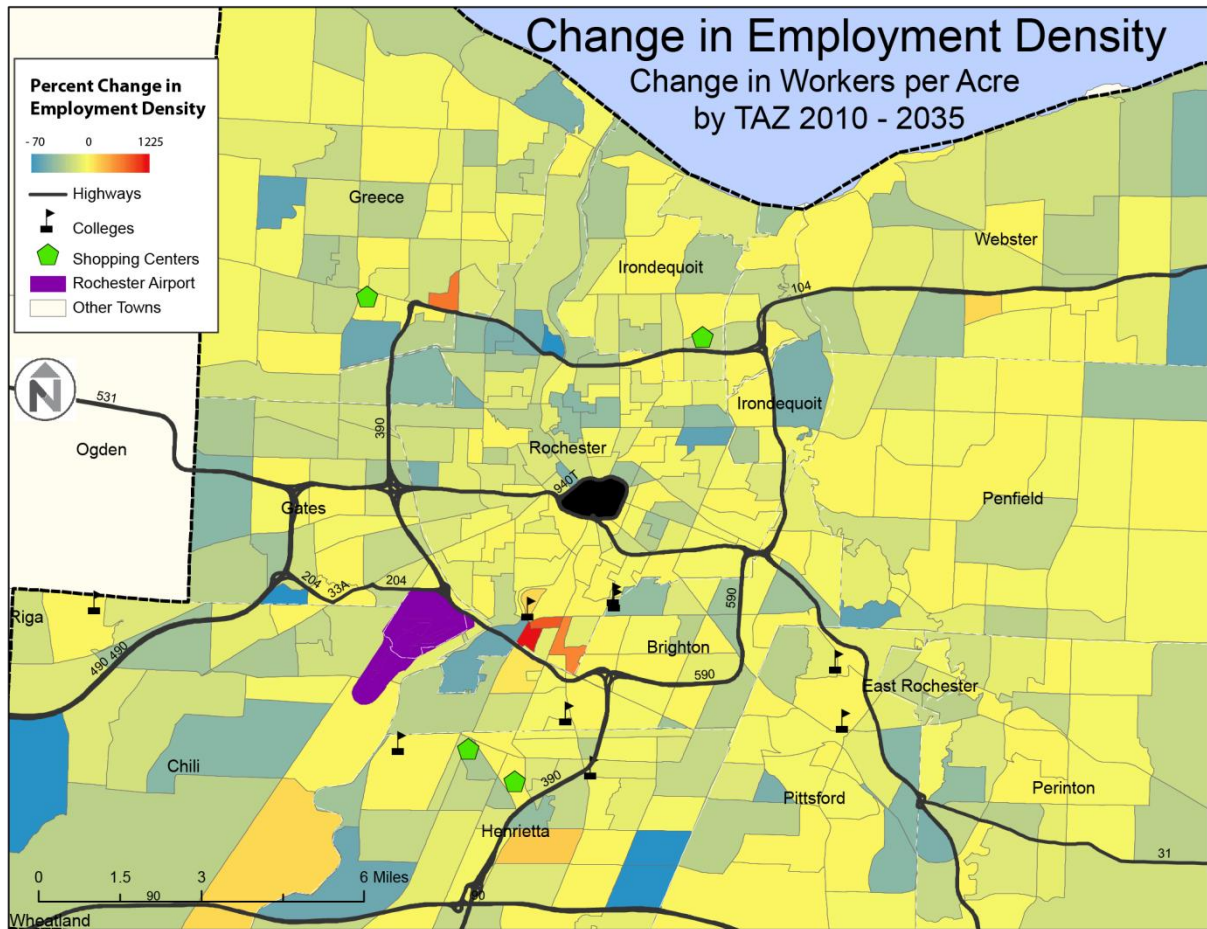 Change in Employment Density
Change in Workers per Acre
by TAZ 2010 - 2035
Percent Change in
Employment Density
-70 0 1225
Highways
Colleges
Shopping Centers
Rochester Airport
Other Towns
N
Greece
Webster
Irondequoit
104
531
390
Irondequoit
Ogden
Rochester
940T
Penfield
Gates
204
33A
204
590
Riga
490 490
Brighton
590
East Rochester
Chili
390
Pittsford
Perinton
Henrietta
31
0 1.5 3 6 Miles
90
90
Wheatland